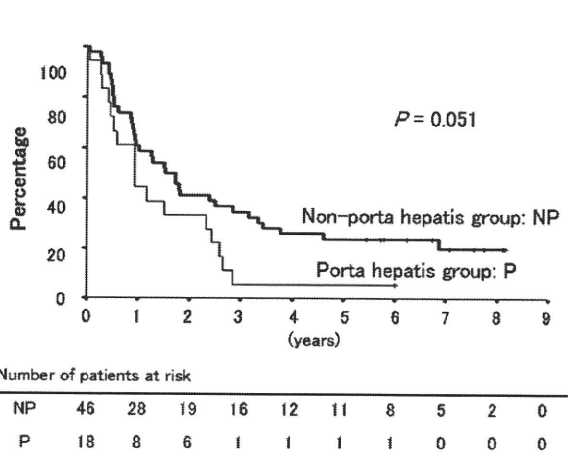 100
80
60
40
20
0
Percentage
P = 0.051
Non-porta hepatis group: NP
Porta hepatis group: P
0 1 2 3 4 5 6 7 8 9
(years)
Number of patients at risk
NP 46 28 19 16 12 11 8 5 2 0
P 18 8 6 1 1 1 1 0 0 0